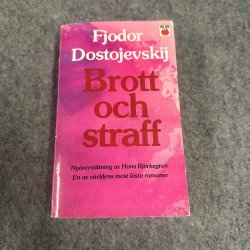 Fjodor
Dostojevskij
Brott
och
straff
Nyöversättning av Hans Björkegren
En av världens mest lästa romaner